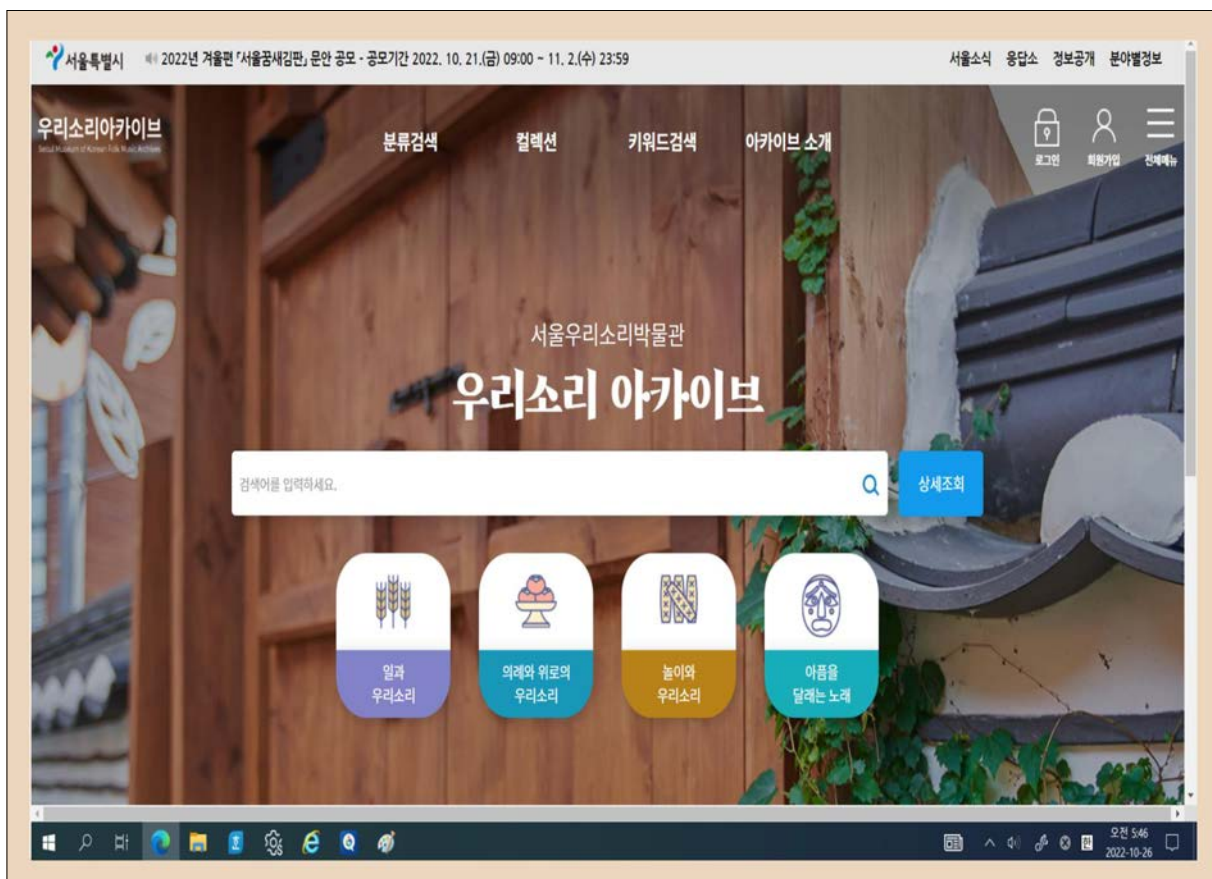 서울특별시
2022년 겨울편 「서울꿈새김판」 문안 공모 - 공모기간 2022. 10. 21.(금) 09:00 ~ 11. 2.(수) 23:59
서울소식 응답소 정보공개 분야별정보
우리소리아카이브
Seoul Museum of Korean Folk Music Archives
분류검색 컬렉션 키워드검색 아카이브 소개
로그인 회원가입 전체메뉴
서울우리소리박물관
우리소리 아카이브
검색어를 입력하세요.
상세조회
일과
우리소리
의례와 위로의
우리소리
놀이와
우리소리
아픔을
달래는 노래
한
오전 5:46
2022-10-26